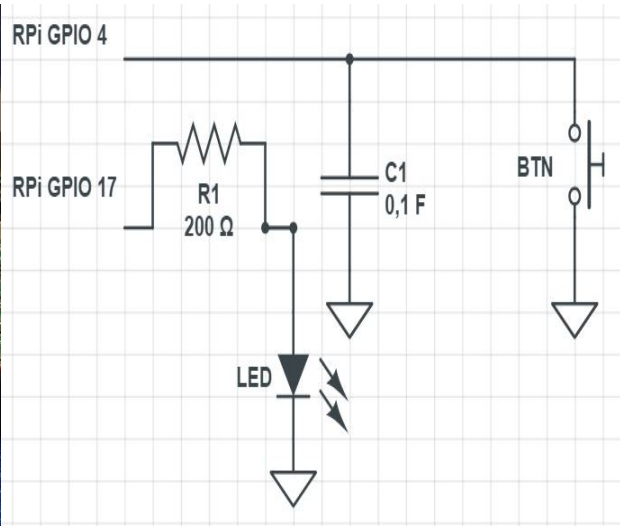 RPi GPIO 4
BTN
C1
0,1 F
RPi GPIO 17
R1
200 Ω
LED